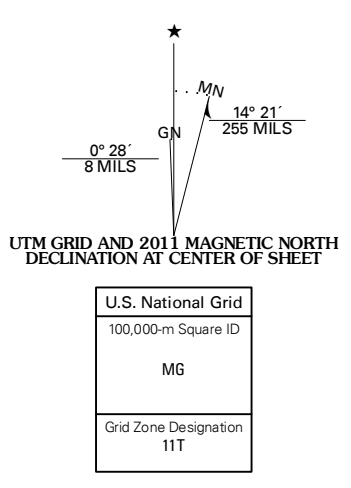 ★
MN
14° 21´
255 MILS
GN
0° 28´
8 MILS
UTM GRID AND 2011 MAGNETIC NORTH
DECLINATION AT CENTER OF SHEET
U.S. National Grid
100,000-m Square ID
MG
Grid Zone Designation
11T